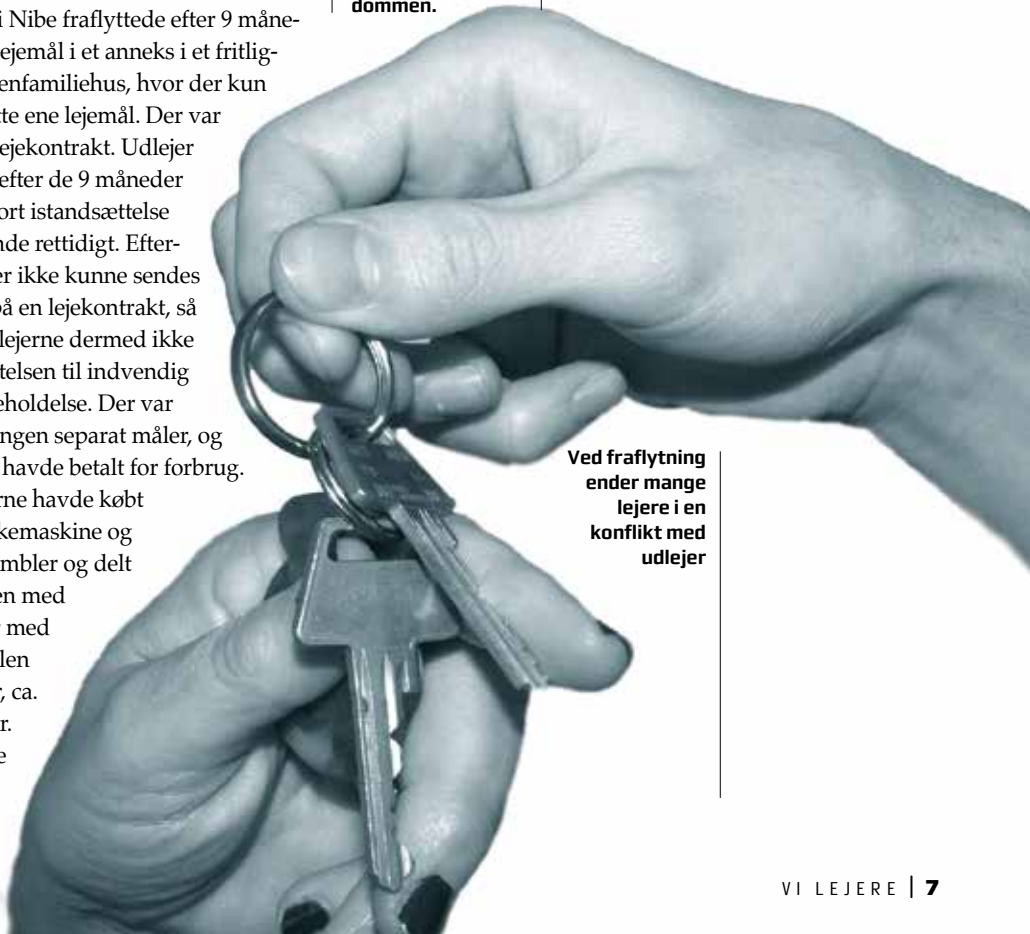 dommen.
i Nibe fraflyttede efter 9 måne-
ejemål i et anneks i et fritlig-
enfamiliehus, hvor der kun
te ene lejemål. Der var
ejekontrakt. Udlejer
efter de 9 måneder
ort istandsættelse
nde rettidigt. Efter-
er ikke kunne sendes
på en lejekontrakt, så
lejerne dermed ikke
telsen til indvendig
eholdelse. Der var
ngen separat måler, og
havde betalt for forbrug.
rne havde købt
kemaskine og
mbler og delt
en med
med
len
, ca.
r.
e
Ved fraflytning
ender mange
lejere i en
konflikt med
udlejer
VI LEJERE | 7